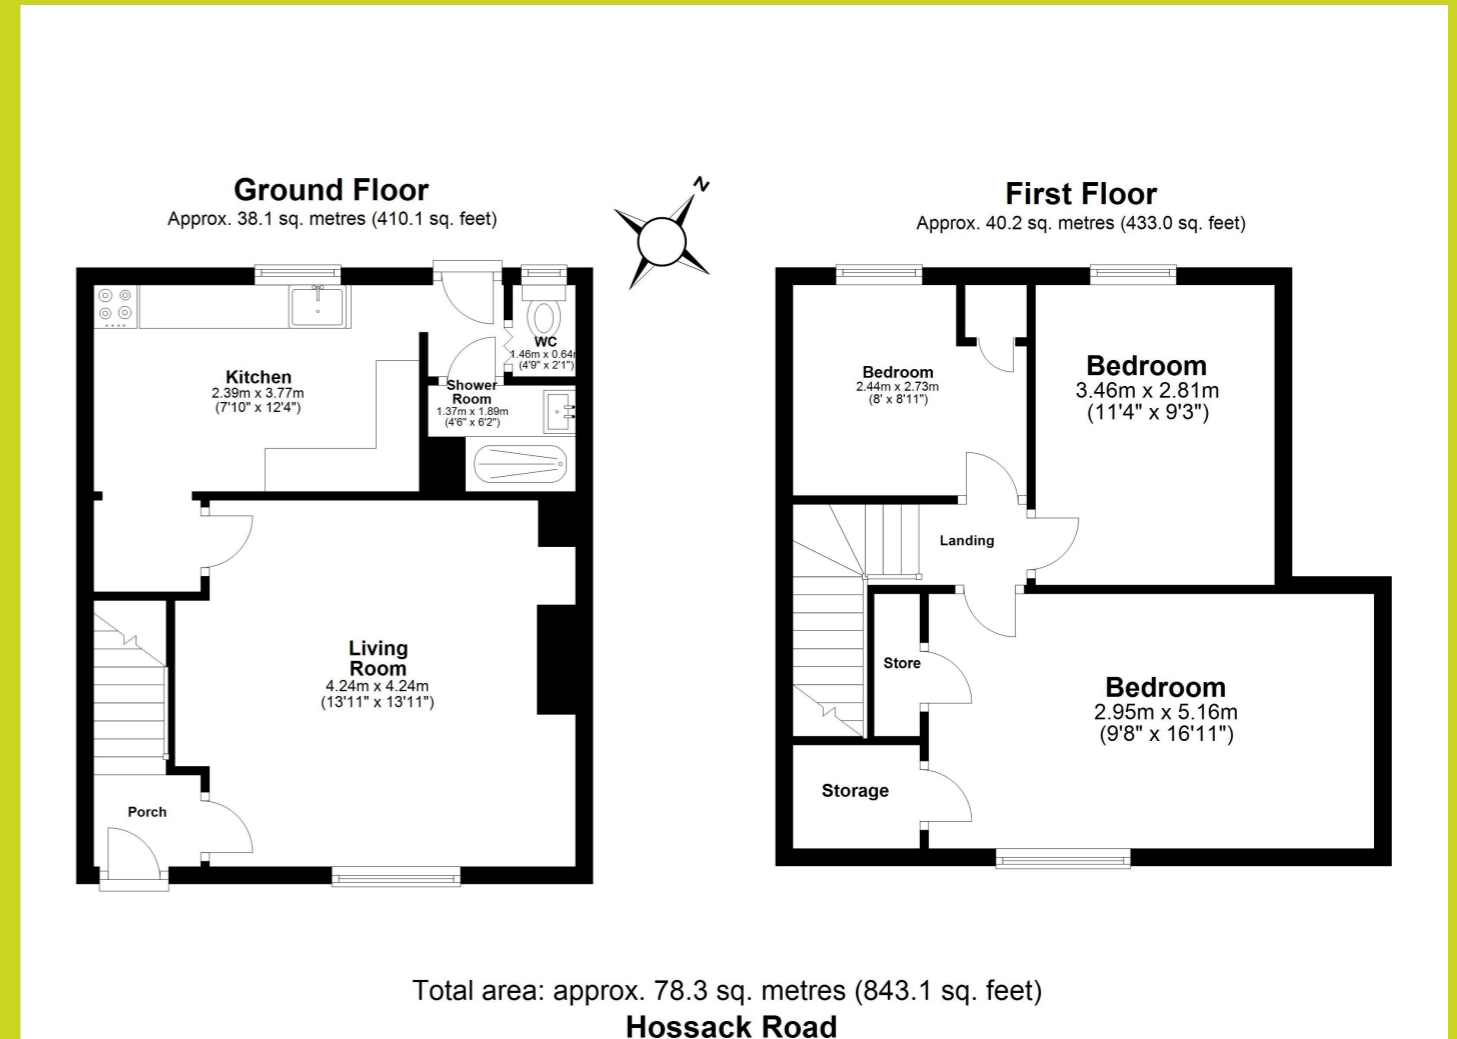 Ground Floor
Approx. 38.1 sq. metres (410.1 sq. feet)
N
First Floor
Approx. 40.2 sq. metres (433.0 sq. feet)
Kitchen
2.39m x 3.77m
(7'10" x 12'4")
WC
1.46m x 0.64m
(4'9" x 2'1")
Shower
Room
1.37m x 1.89m
(4'6" x 6'2")
Living
Room
4.24m x 4.24m
(13'11" x 13'11")
Porch
Bedroom
2.44m x 2.73m
(8' x 8'11")
Bedroom
3.46m x 2.81m
(11'4" x 9'3")
Landing
Store
Bedroom
2.95m x 5.16m
(9'8" x 16'11")
Storage
Total area: approx. 78.3 sq. metres (843.1 sq. feet)
Hossack Road